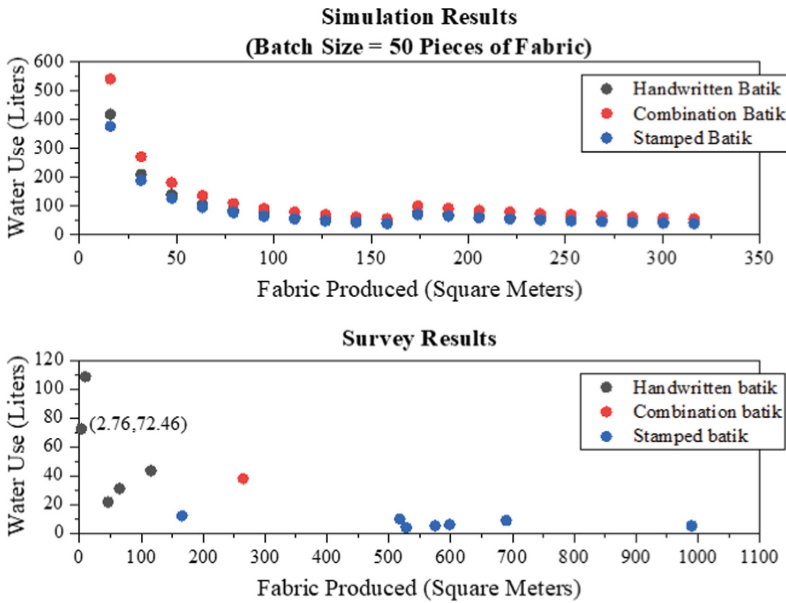 Simulation Results
(Batch Size = 50 Pieces of Fabric)
Water Use (Liters)
600
500
400
300
200
100
0
Handwritten Batik
Combination Batik
Stamped Batik
0 50 100 150 200 250 300 350
Fabric Produced (Square Meters)
Survey Results
Water Use (Liters)
120
100
80
60
40
20
0
(2.76,72.46)
Handwritten batik
Combination batik
Stamped batik
0 100 200 300 400 500 600 700 800 900 1000 1100
Fabric Produced (Square Meters)